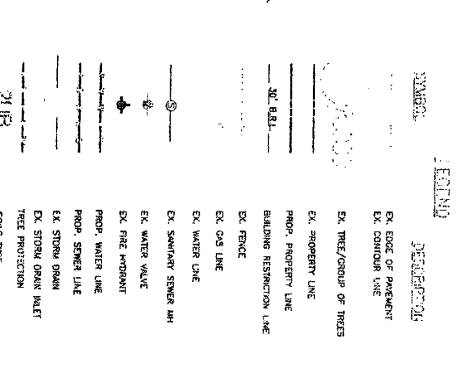 LEGEND
SYMBOL DESCRIPTION
EX. EDGE OF PAVEMENT
EX. CONTOUR LINE
EX. TREE/GROUP OF TREES
EX. PROPERTY LINE
PROP. PROPERTY LINE
30' B.R.L. BUILDING RESTRICTION LINE
EX FENCE
EX. GAS LINE
EX. WATER LINE
S EX. SANITARY SEWER MH
EX. WATER VALVE
EX. FIRE HYDRANT
PROP. WATER LINE
PROP. SEWER LINE
EX. STORM DRAIN
EX. STORM DRAIN INLET
TREE PROTECTION
SOILS TYPE